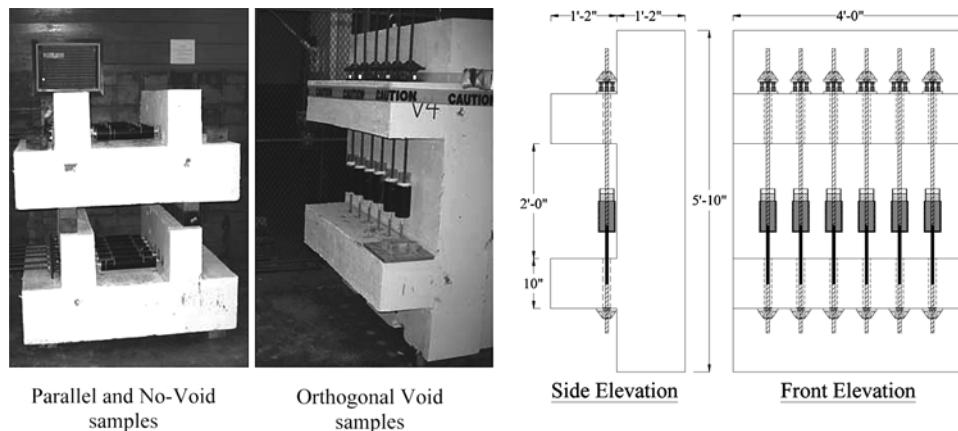 1'-2"
1'-2"
4'-0"
CAUTION
CAUTION
CAUTION
V4
2'-0"
5'-10"
10"
Parallel and No-Void
samples
Orthogonal Void
samples
Side Elevation
Front Elevation